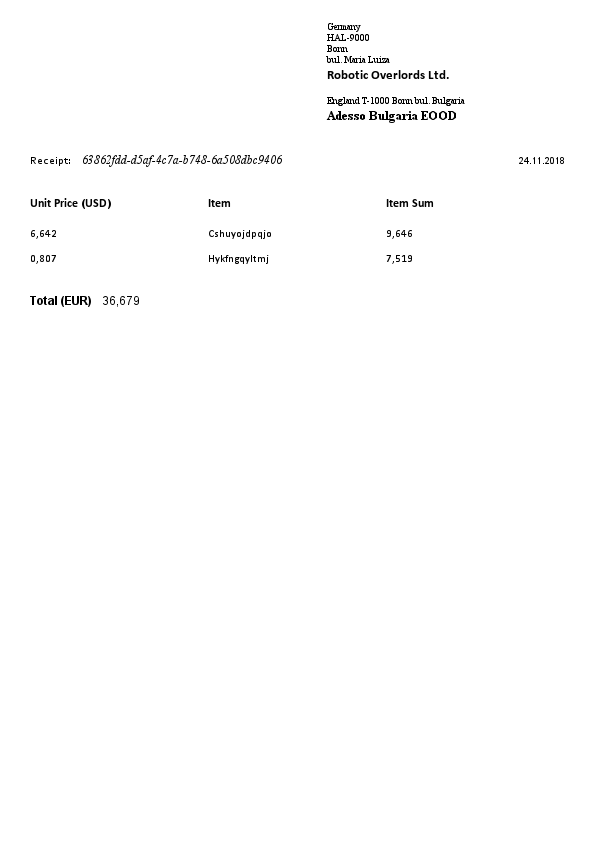 Germany
HAL-9000
Bonn
bul. Maria Luiza
Robotic Overlords Ltd.
England T-1000 Bonn bul. Bulgaria
Adesso Bulgaria EOOD
Receipt: 63862fdd-d5af-4c7a-b748-6a508dbc9406 24.11.2018
Unit Price (USD) Item Item Sum
6,642 Cshuyojdpqjo 9,646
0,807 Hykfngqyltmj 7,519
Total (EUR) 36,679